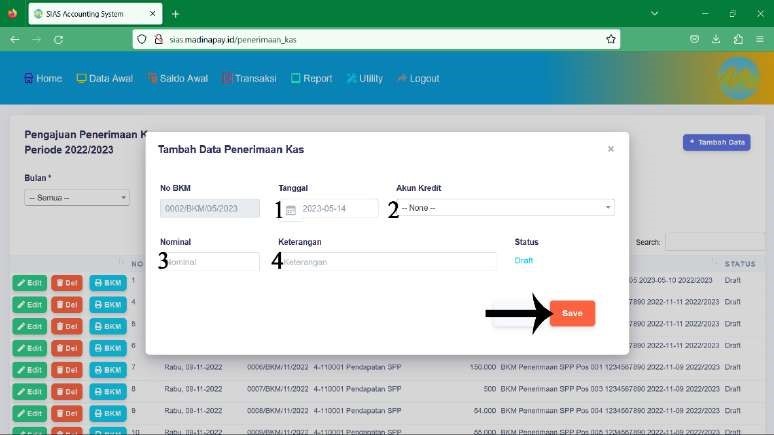 SIAS Accounting System
sias.madinapay.id/penerimaan_kas
Home Data Awal Saldo Awal Transaksi Report Utility Logout
Pengajuan Penerimaan K
Periode 2022/2023
Tambah Data
Bulan *
-- Semua --
Tambah Data Penerimaan Kas
No BKM Tanggal Akun Kredit
0002/BKM/05/2023 1 2023-05-14 2 -- None --
Nominal Keterangan Status
3 Nominal 4 Keterangan Draft
Save
Search:
NO STATUS
Edit Del BKM 1 05 2023-05-10 2022/2023 Draft
Edit Del BKM 4 7890 2022-11-11 2022/2023 Draft
Edit Del BKM 5 7890 2022-11-11 2022/2023 Draft
Edit Del BKM 6 7890 2022-11-11 2022/2023 Draft
Edit Del BKM 7 Rabu, 09-11-2022 0006/BKM/11/2022 4-110001 Pendapatan SPP 150.000 BKM Penerimaan SPP Pos 001 1234567890 2022-11-09 2022/2023 Draft
Edit Del BKM 8 Rabu, 09-11-2022 0007/BKM/11/2022 4-110001 Pendapatan SPP 500 BKM Penerimaan SPP Pos 003 1234567890 2022-11-09 2022/2023 Draft
Edit Del BKM 9 Rabu, 09-11-2022 0008/BKM/11/2022 4-110001 Pendapatan SPP 54.000 BKM Penerimaan SPP Pos 004 1234567890 2022-11-09 2022/2023 Draft
Edit Del BKM 10 Rabu, 09-11-2022 0009/BKM/11/2022 4-110001 Pendapatan SPP 55.000 BKM Penerimaan SPP Pos 005 1234567890 2022-11-09 2022/2023 Draft